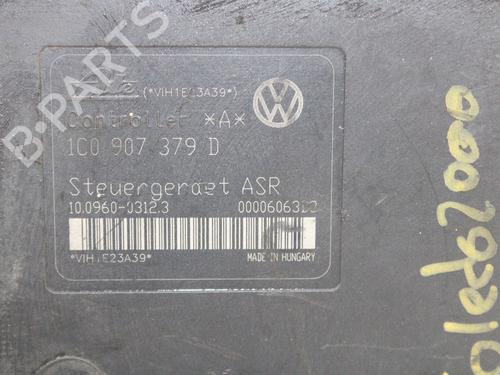 (*VIH1E23A39*)
Controller *A*
1C0 907 379 D
Steuergeraet ASR
10.0960-0312.3
*VIH1E23A39*
MADE IN HUNGARY
B-PARTS